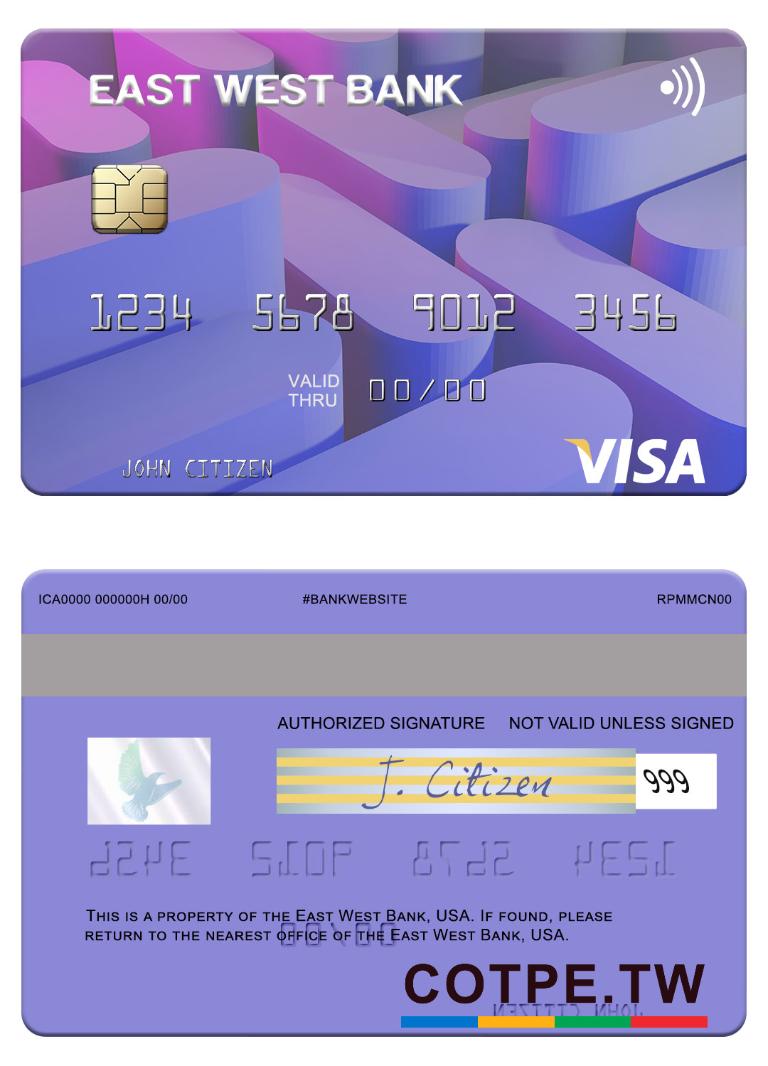 EAST WEST BANK
1234 5678 9012 3456
VALID THRU 00/00
JOHN CITIZEN
VISA
ICA0000 000000H 00/00 #BANKWEBSITE RPMMCN00
AUTHORIZED SIGNATURE NOT VALID UNLESS SIGNED
J. Citizen 999
THIS IS A PROPERTY OF THE EAST WEST BANK, USA. IF FOUND, PLEASE
RETURN TO THE NEAREST OFFICE OF THE EAST WEST BANK, USA.
COTPE.TW